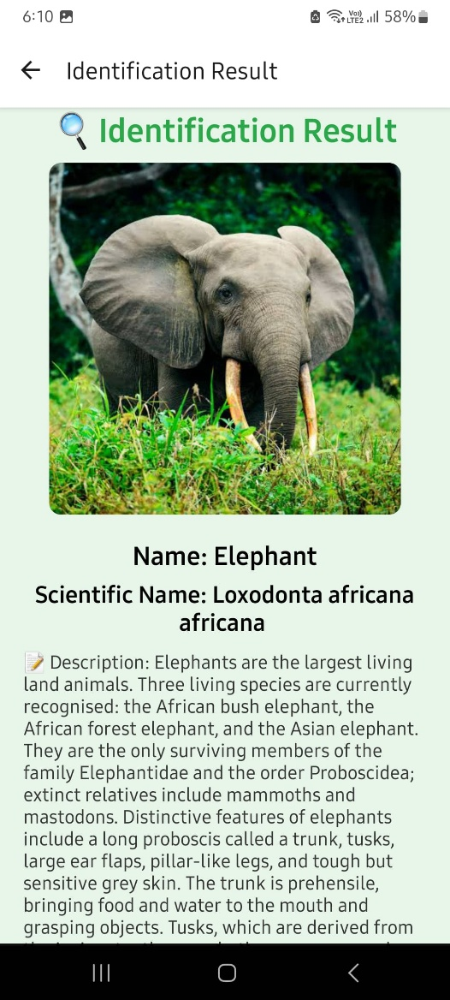 6:10
Vo)) LTE2 58%
Identification Result
Identification Result
Name: Elephant
Scientific Name: Loxodonta africana
africana
Description: Elephants are the largest living
land animals. Three living species are currently
recognised: the African bush elephant, the
African forest elephant, and the Asian elephant.
They are the only surviving members of the
family Elephantidae and the order Proboscidea;
extinct relatives include mammoths and
mastodons. Distinctive features of elephants
include a long proboscis called a trunk, tusks,
large ear flaps, pillar-like legs, and tough but
sensitive grey skin. The trunk is prehensile,
bringing food and water to the mouth and
grasping objects. Tusks, which are derived from